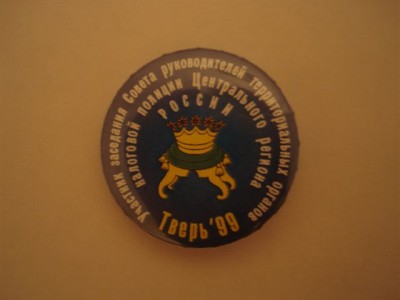 Участник заседания Совета руководителей территориальных органов
налоговой полиции Центрального региона
РОССИИ
Тверь'99